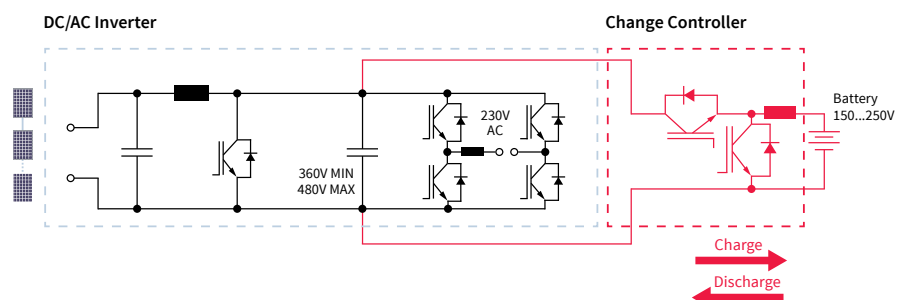 DC/AC Inverter
Change Controller
230V
AC
360V MIN
480V MAX
Battery
150...250V
Charge
Discharge